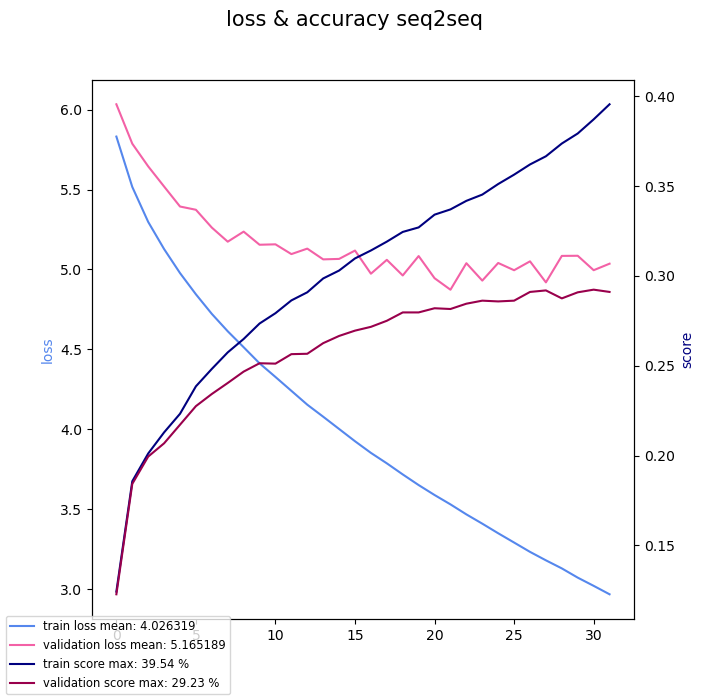 loss & accuracy seq2seq
6.0
5.5
5.0
4.5
4.0
3.5
3.0
loss
0.40
0.35
0.30
0.25
0.20
0.15
score
0 5 10 15 20 25 30
train loss mean: 4.026319
validation loss mean: 5.165189
train score max: 39.54 %
validation score max: 29.23 %